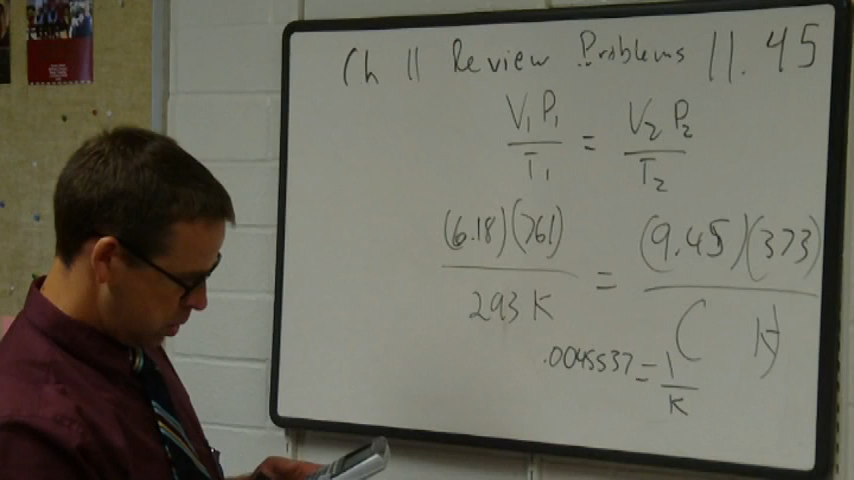 Ch 11 Review Problems 11.45
V₁ P₁ / T₁ = V₂ P₂ / T₂
(6.18)(761) / 293 K = (9.45)(373) / ( K)
.0045537 = 1 / K